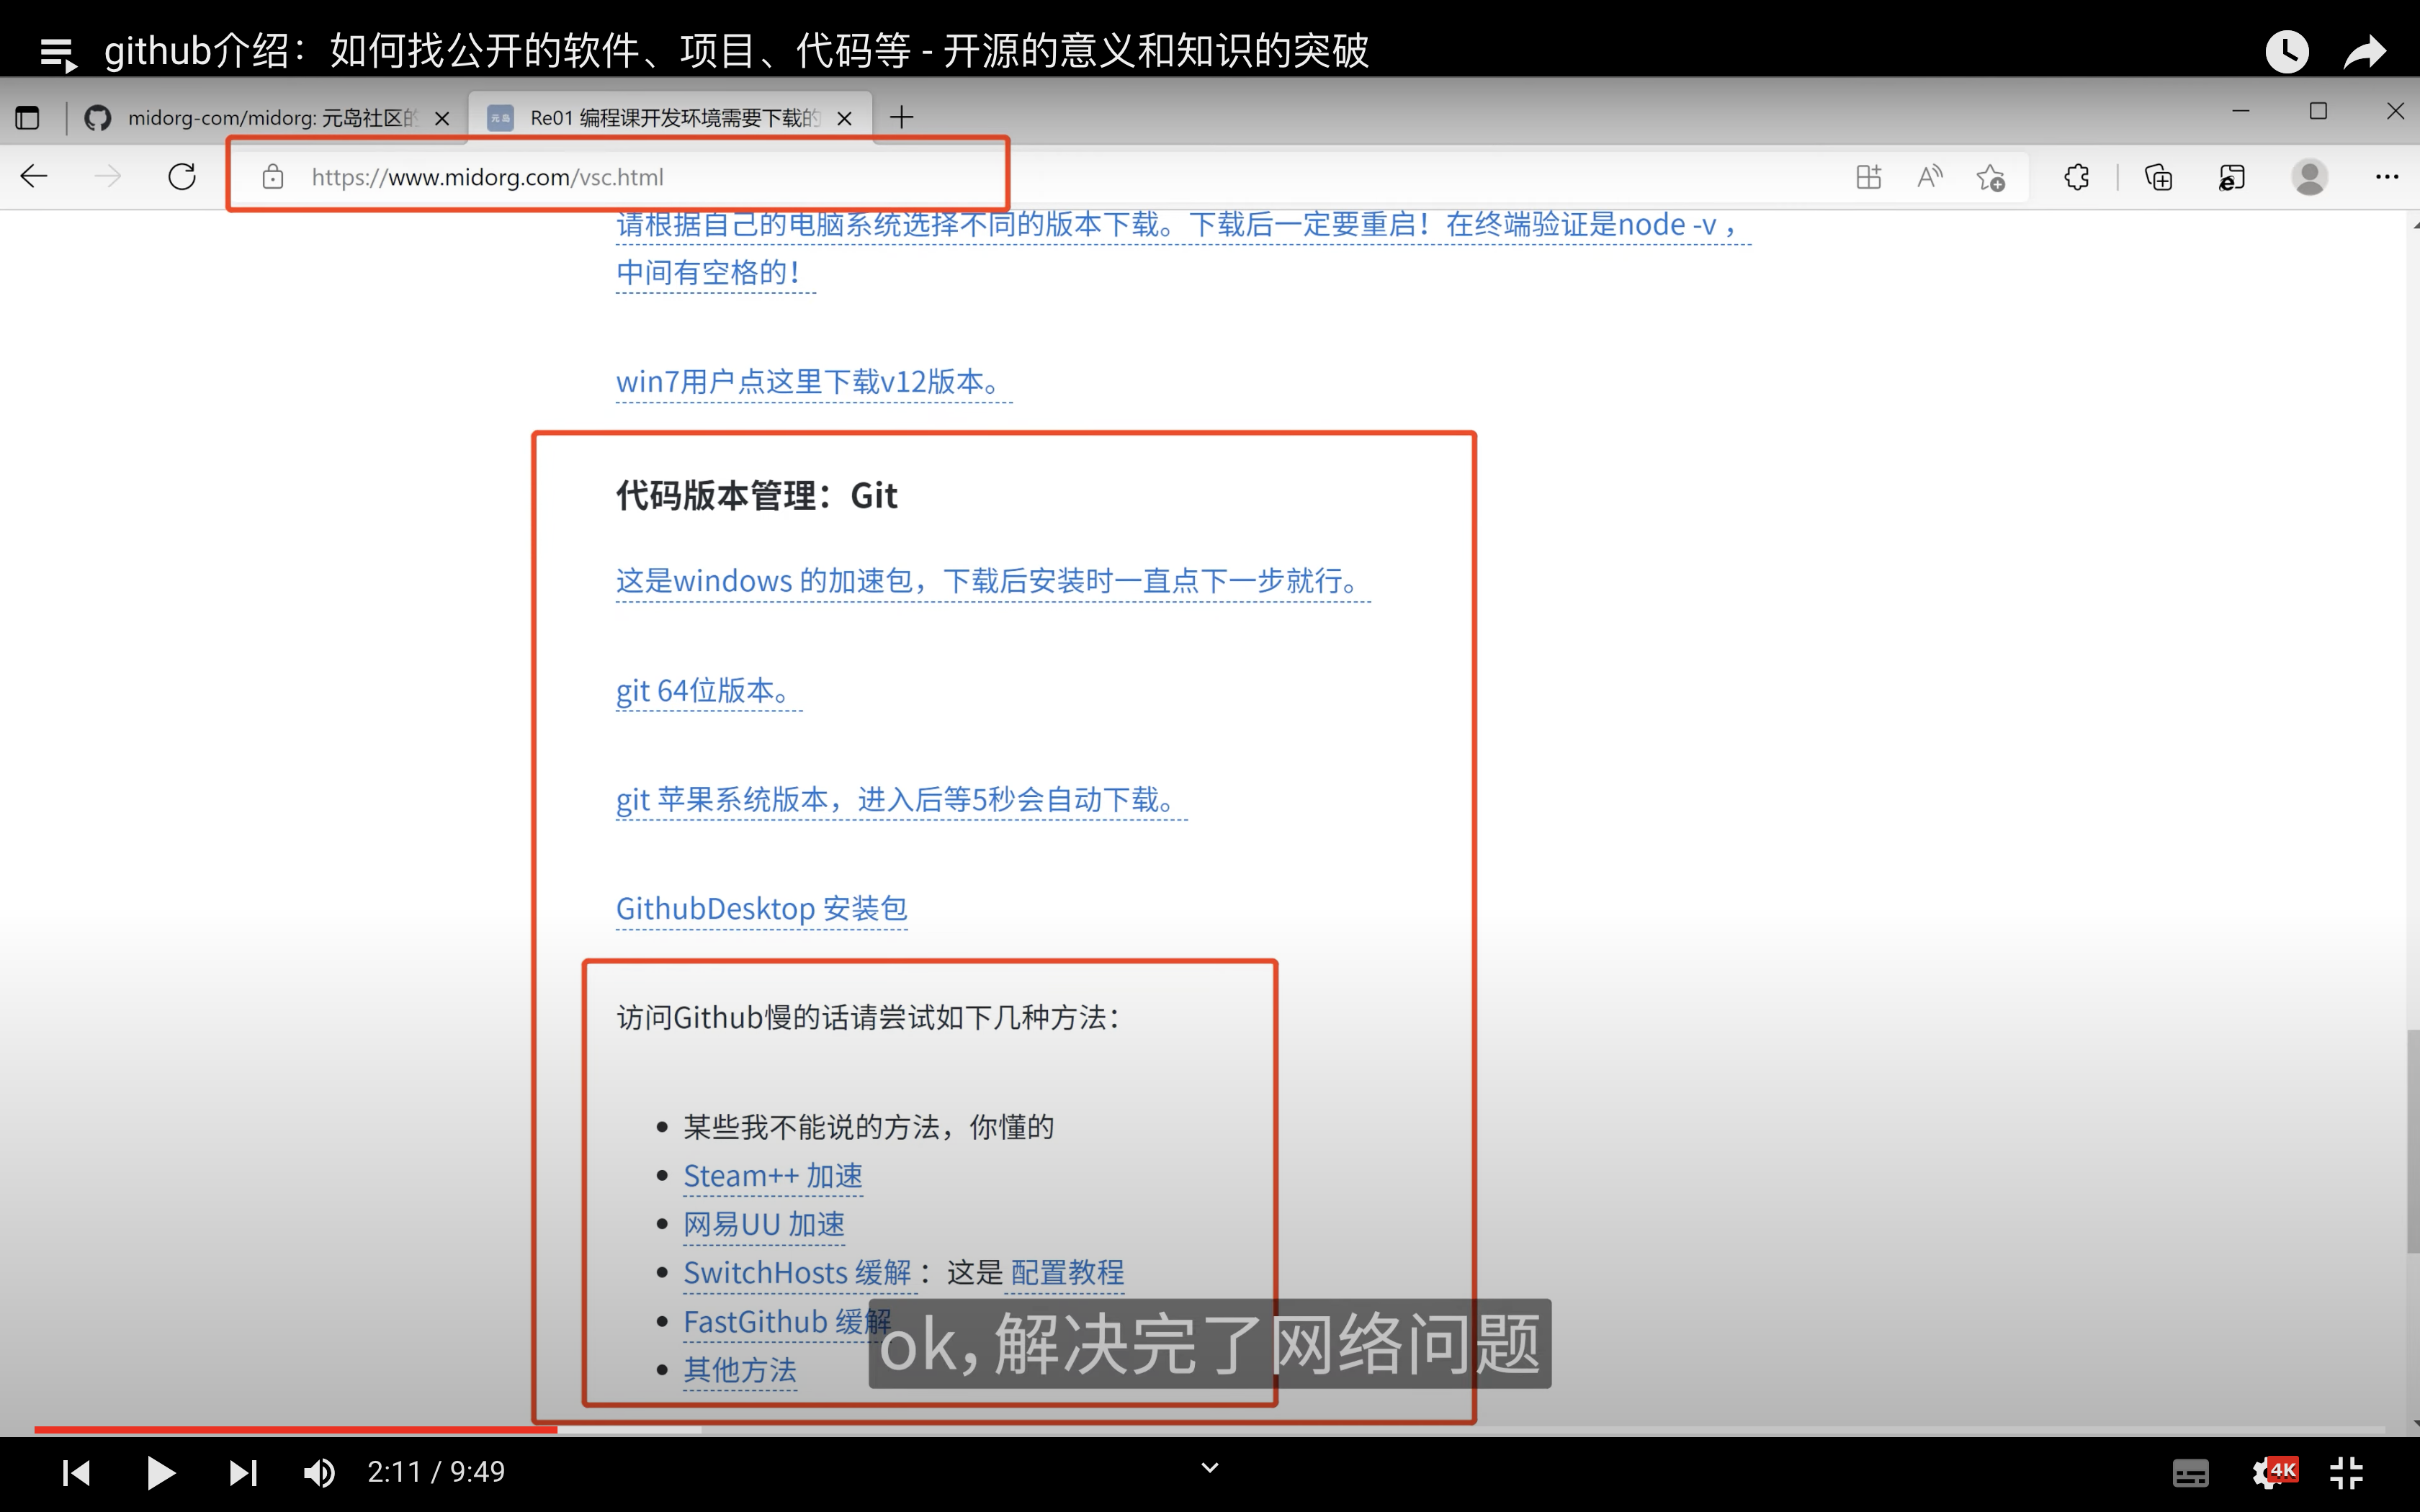 github介绍：如何找公开的软件、项目、代码等 - 开源的意义和知识的突破
midorg-com/midorg: 元岛社区的
元岛
Re01 编程课开发环境需要下载的
https://www.midorg.com/vsc.html
请根据自己的电脑系统选择不同的版本下载。下载后一定要重启！在终端验证是node -v ，
中间有空格的！
win7用户点这里下载v12版本。
代码版本管理：Git
这是windows 的加速包，下载后安装时一直点下一步就行。
git 64位版本。
git 苹果系统版本，进入后等5秒会自动下载。
GithubDesktop 安装包
访问Github慢的话请尝试如下几种方法：
某些我不能说的方法，你懂的
Steam++ 加速
网易UU 加速
SwitchHosts 缓解 ： 这是 配置教程
FastGithub 缓解
其他方法
ok, 解决完了网络问题
2:11 / 9:49
4K